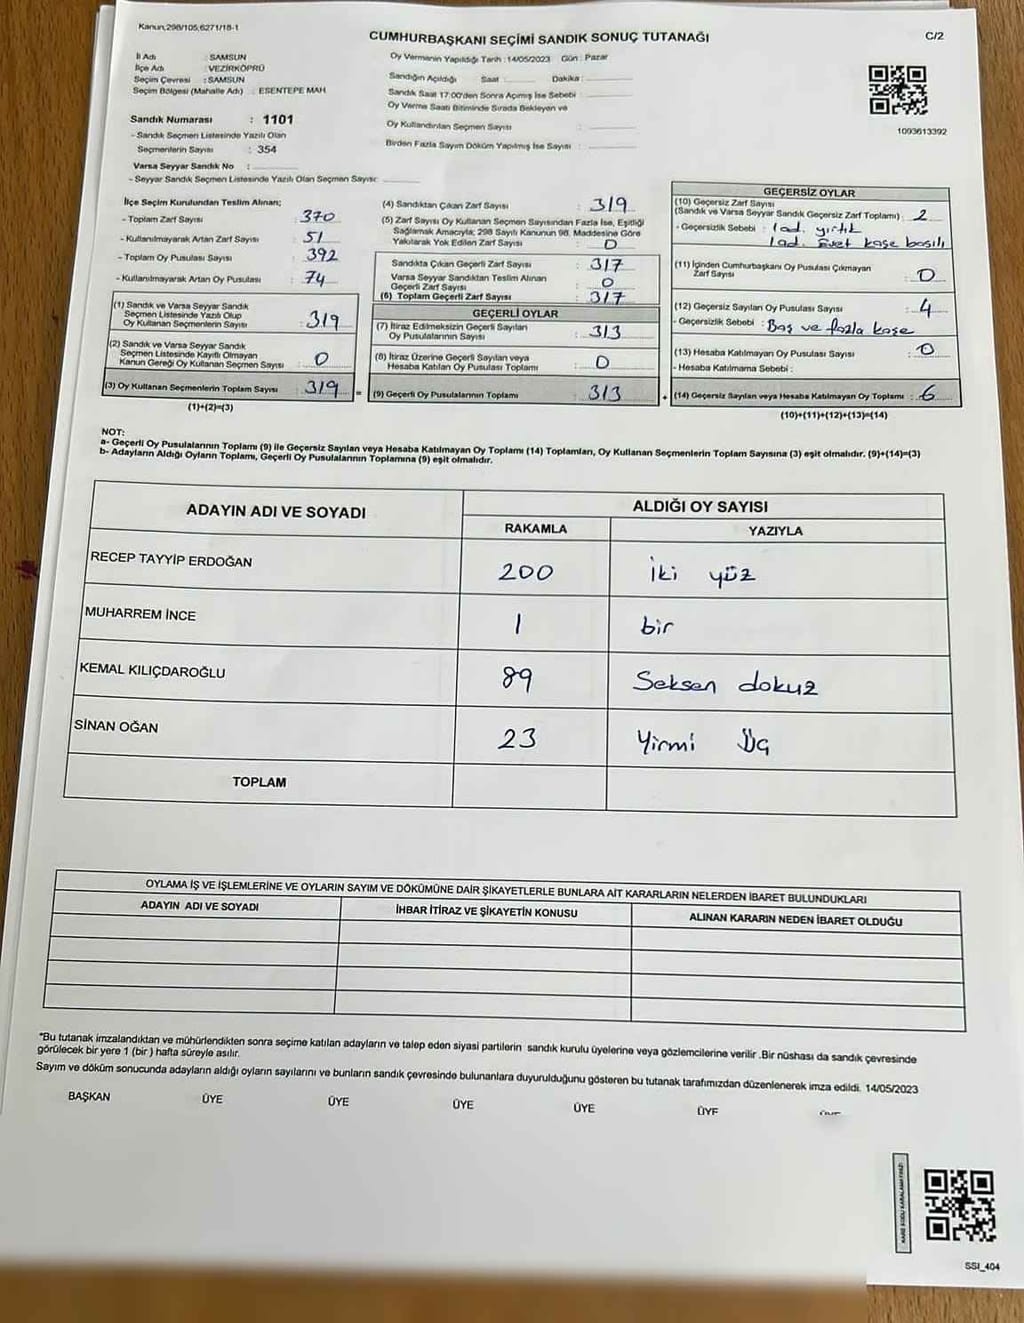 Kanun,298/105,6271/18-1
CUMHURBAŞKANI SEÇİMİ SANDIK SONUÇ TUTANAĞI
C/2
İl Adı : SAMSUN
İlçe Adı : VEZİRKÖPRÜ
Seçim Çevresi : SAMSUN
Seçim Bölgesi (Mahalle Adı) : ESENTEPE MAH.
Sandık Numarası : 1101
- Sandık Seçmen Listesinde Yazılı Olan
Seçmenlerin Sayısı : 354
Varsa Seyyar Sandık No :
- Seyyar Sandık Seçmen Listesinde Yazılı Olan Seçmen Sayısı:
Oy Vermenin Yapıldığı Tarih : 14/05/2023 Gün : Pazar
Sandığın Açıldığı Saat : Dakika :
Sandık Saat 17:00'den Sonra Açımış İse Sebebi :
Oy Verme Saati Bitiminde Sırada Bekleyen ve
Oy Kullandırılan Seçmen Sayısı :
Birden Fazla Sayım Döküm Yapılmış İse Sayısı :
1093613392
İlçe Seçim Kurulundan Teslim Alınan;
- Toplam Zarf Sayısı : 370
- Kullanılmayarak Artan Zarf Sayısı : 51
- Toplam Oy Pusulası Sayısı : 392
- Kullanılmayarak Artan Oy Pusulası : 74
(1) Sandık ve Varsa Seyyar Sandık
Seçmen Listesinde Yazılı Olup
Oy Kullanan Seçmenlerin Sayısı : 319
(2) Sandık ve Varsa Seyyar Sandık
Seçmen Listesinde Kayıtlı Olmayan
Kanun Gereği Oy Kullanan Seçmen Sayısı : 0
(3) Oy Kullanan Seçmenlerin Toplam Sayısı : 319
(1)+(2)=(3)
=
(4) Sandıktan Çıkan Zarf Sayısı : 319
(5) Zarf Sayısı Oy Kullanan Seçmen Sayısından Fazla İse, Eşitliği
Sağlamak Amacıyla; 298 Sayılı Kanunun 98. Maddesine Göre
Yakılarak Yok Edilen Zarf Sayısı : 0
Sandıkta Çıkan Geçerli Zarf Sayısı : 317
Varsa Seyyar Sandıktan Teslim Alınan
Geçerli Zarf Sayısı : 0
(6) Toplam Geçerli Zarf Sayısı : 317
GEÇERLİ OYLAR
(7) İtiraz Edilmeksizin Geçerli Sayılan
Oy Pusulalarının Sayısı : 313
(8) İtiraz Üzerine Geçerli Sayılan veya
Hesaba Katılan Oy Pusulası Toplamı : 0
(9) Geçerli Oy Pusulalarının Toplamı : 313
+
GEÇERSİZ OYLAR
(10) Geçersiz Zarf Sayısı
(Sandık ve Varsa Seyyar Sandık Geçersiz Zarf Toplamı) : 2
- Geçersizlik Sebebi : 1 ad. yırtık
1 ad. Evet kaşe basılı
(11) İçinden Cumhurbaşkanı Oy Pusulası Çıkmayan
Zarf Sayısı : 0
(12) Geçersiz Sayılan Oy Pusulası Sayısı : 4
- Geçersizlik Sebebi : Boş ve fazla kaşe
(13) Hesaba Katılmayan Oy Pusulası Sayısı : 0
- Hesaba Katılmama Sebebi :
(14) Geçersiz Sayılan veya Hesaba Katılmayan Oy Toplamı : 6
(10)+(11)+(12)+(13)=(14)
NOT:
a- Geçerli Oy Pusulalarının Toplamı (9) ile Geçersiz Sayılan veya Hesaba Katılmayan Oy Toplamı (14) Toplamları, Oy Kullanan Seçmenlerin Toplam Sayısına (3) eşit olmalıdır. (9)+(14)=(3)
b- Adayların Aldığı Oyların Toplamı, Geçerli Oy Pusulalarının Toplamına (9) eşit olmalıdır.
ADAYIN ADI VE SOYADI
ALDIĞI OY SAYISI
RAKAMLA YAZIYLA
RECEP TAYYİP ERDOĞAN 200 iki yüz
MUHARREM İNCE 1 bir
KEMAL KILIÇDAROĞLU 89 Seksen dokuz
SİNAN OĞAN 23 Yirmi Üç
TOPLAM
OYLAMA İŞ VE İŞLEMLERİNE VE OYLARIN SAYIM VE DÖKÜMÜNE DAİR ŞİKAYETLERLE BUNLARA AİT KARARLARIN NELERDEN İBARET BULUNDUKLARI
ADAYIN ADI VE SOYADI İHBAR İTİRAZ VE ŞİKAYETİN KONUSU ALINAN KARARIN NEDEN İBARET OLDUĞU
*Bu tutanak imzalandıktan ve mühürlendikten sonra seçime katılan adayların ve talep eden siyasi partilerin sandık kurulu üyelerine veya gözlemcilerine verilir .Bir nüshası da sandık çevresinde
görülecek bir yere 1 (bir ) hafta süreyle asılır.
Sayım ve döküm sonucunda adayların aldığı oyların sayılarını ve bunların sandık çevresinde bulunanlara duyurulduğunu gösteren bu tutanak tarafımızdan düzenlenerek imza edildi. 14/05/2023
BAŞKAN ÜYE ÜYE ÜYE ÜYE ÜYE
KARE KODU KARALAMAYINIZ!
SSI_404